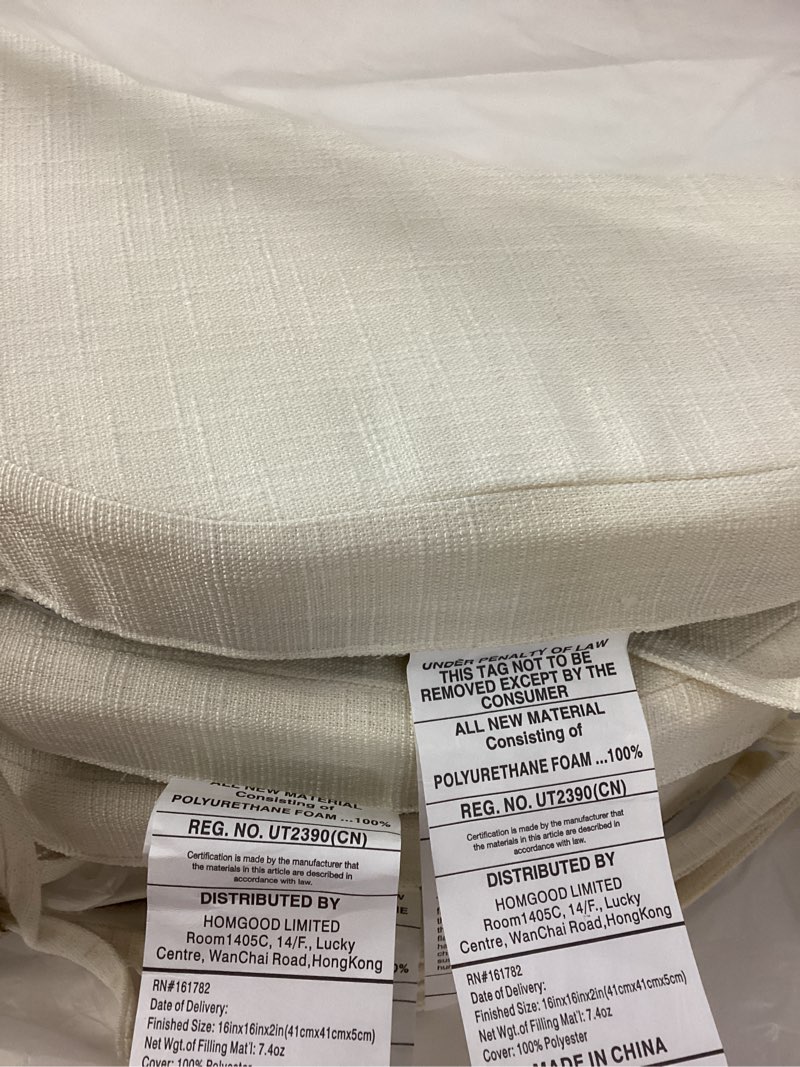 ALL NEW MATERIAL
Consisting of
POLYURETHANE FOAM ...100%
REG. NO. UT2390(CN)
Certification is made by the manufacturer that
the materials in this article are described in
accordance with law.
DISTRIBUTED BY
HOMGOOD LIMITED
Room1405C, 14/F., Lucky
Centre, WanChai Road,HongKong
RN#161782
Date of Delivery:
Finished Size: 16inx16inx2in(41cmx41cmx5cm)
Net Wgt.of Filling Mat'l: 7.4oz
Cover: 100% Polyester
UNDER PENALTY OF LAW
THIS TAG NOT TO BE
REMOVED EXCEPT BY THE
CONSUMER
ALL NEW MATERIAL
Consisting of
POLYURETHANE FOAM ...100%
REG. NO. UT2390(CN)
Certification is made by the manufacturer that
the materials in this article are described in
accordance with law.
DISTRIBUTED BY
HOMGOOD LIMITED
Room1405C, 14/F., Lucky
Centre, WanChai Road,HongKong
RN#161782
Date of Delivery:
Finished Size: 16inx16inx2in(41cmx41cmx5cm)
Net Wgt.of Filling Mat'l: 7.4oz
Cover: 100% Polyester
MADE IN CHINA